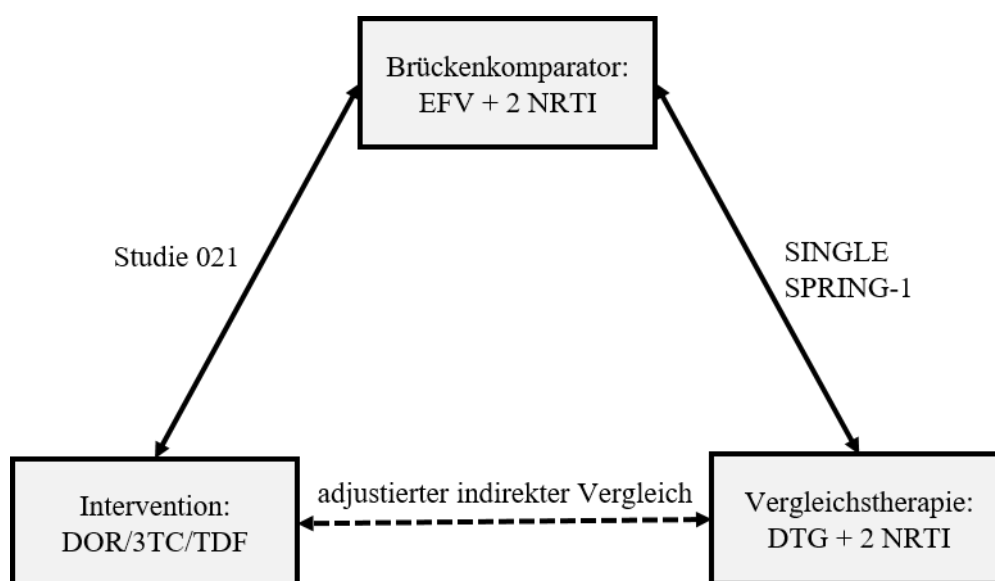 Brückenkomparator:
EFV + 2 NRTI
Studie 021
SINGLE
SPRING-1
Intervention:
DOR/3TC/TDF
adjustierter indirekter Vergleich
Vergleichstherapie:
DTG + 2 NRTI